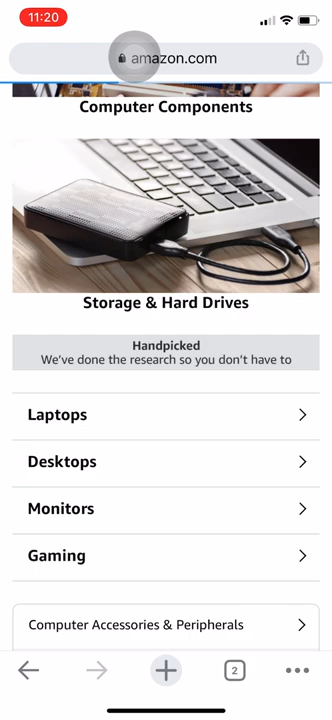 11:20
amazon.com
Computer Components
Storage & Hard Drives
Handpicked
We've done the research so you don't have to
Laptops
Desktops
Monitors
Gaming
Computer Accessories & Peripherals
2